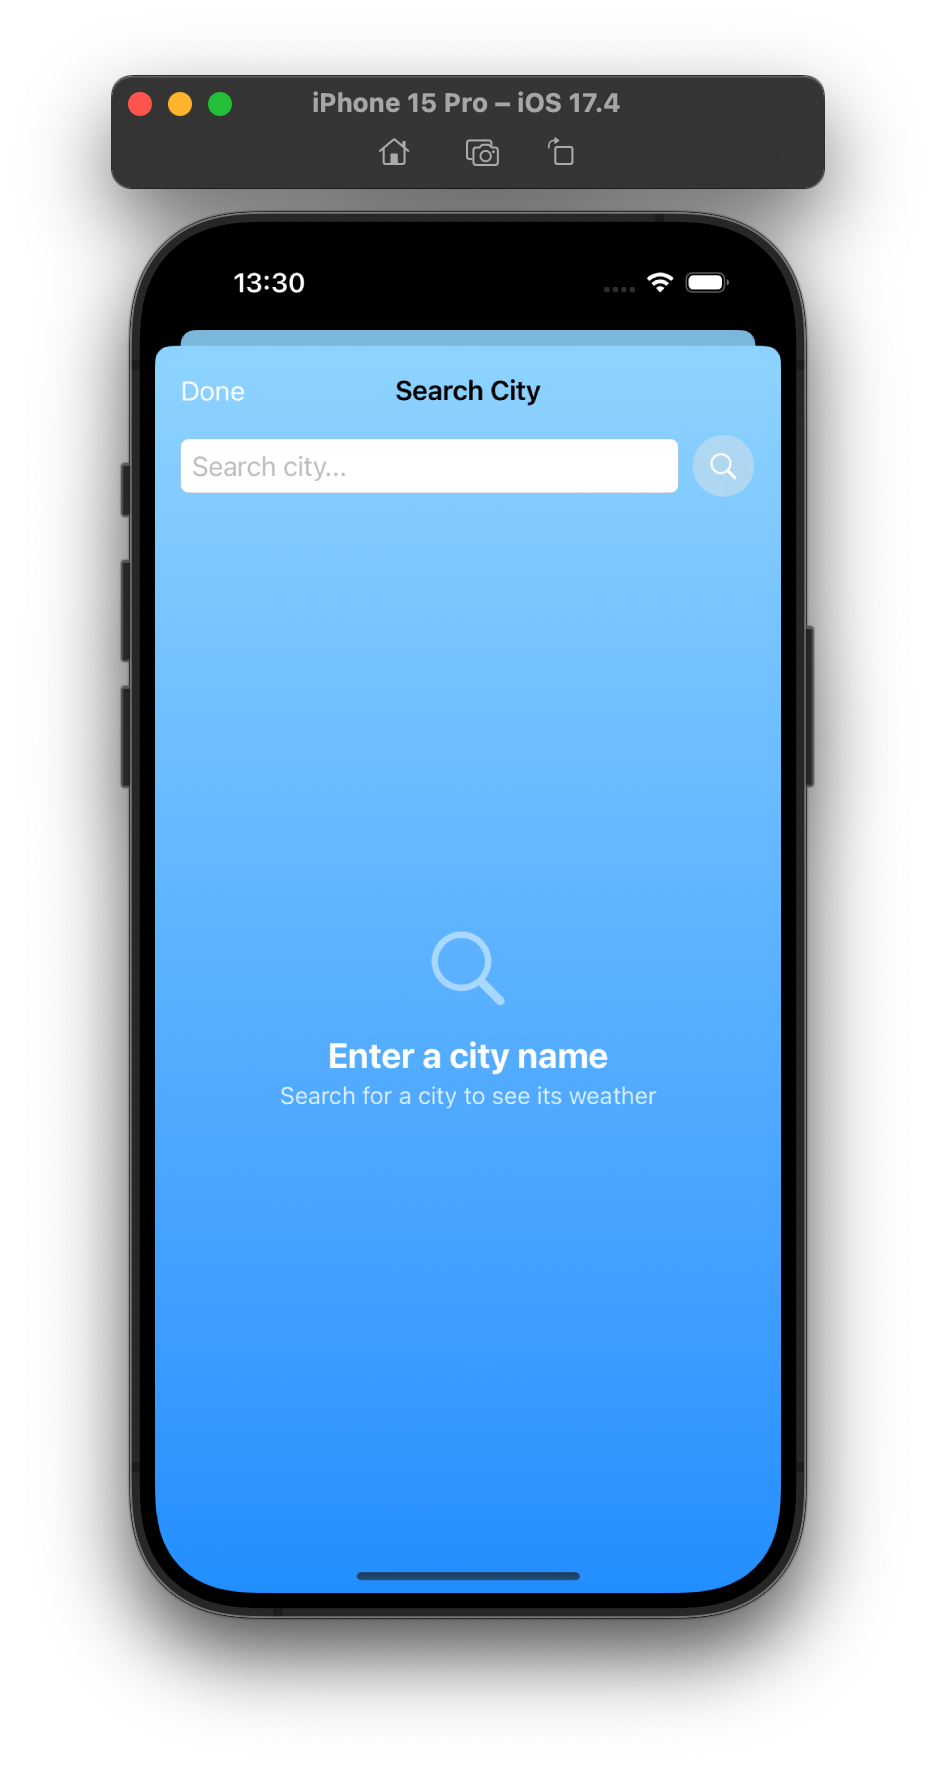 iPhone 15 Pro – iOS 17.4
13:30
Done
Search City
Search city...
Enter a city name
Search for a city to see its weather